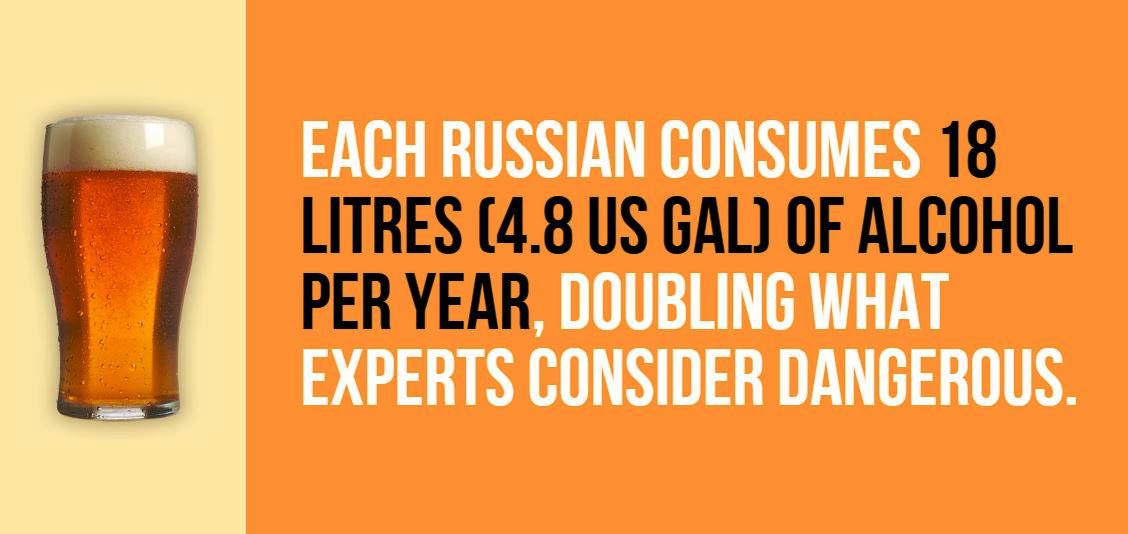 EACH RUSSIAN CONSUMES 18
LITRES (4.8 US GAL) OF ALCOHOL
PER YEAR, DOUBLING WHAT
EXPERTS CONSIDER DANGEROUS.